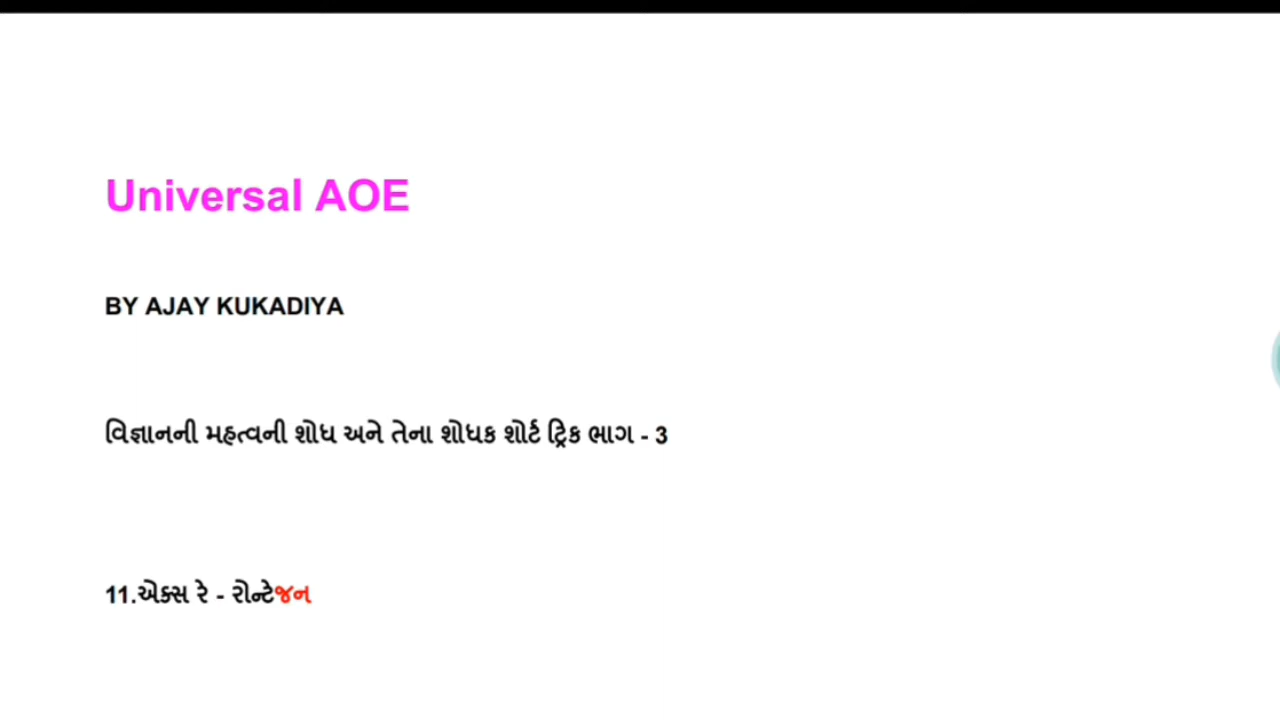 Universal AOE
BY AJAY KUKADIYA
વિજ્ઞાનની મહત્વની શોધ અને તેના શોધક શોર્ટ ટ્રિક ભાગ - 3
11.એક્સ રે - રોન્ટેજન